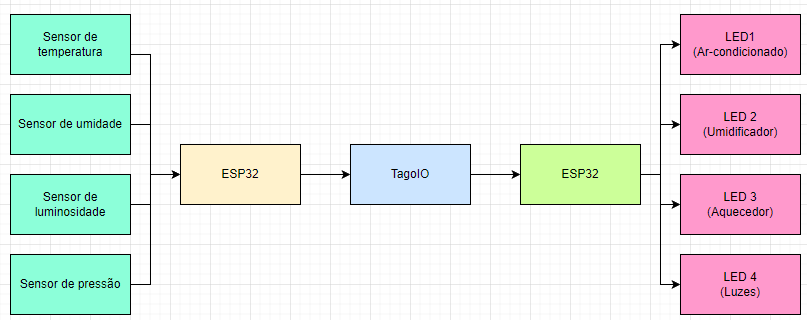 Sensor de
temperatura
Sensor de umidade
Sensor de
luminosidade
Sensor de pressão
ESP32
TagoIO
ESP32
LED1
(Ar-condicionado)
LED 2
(Umidificador)
LED 3
(Aquecedor)
LED 4
(Luzes)